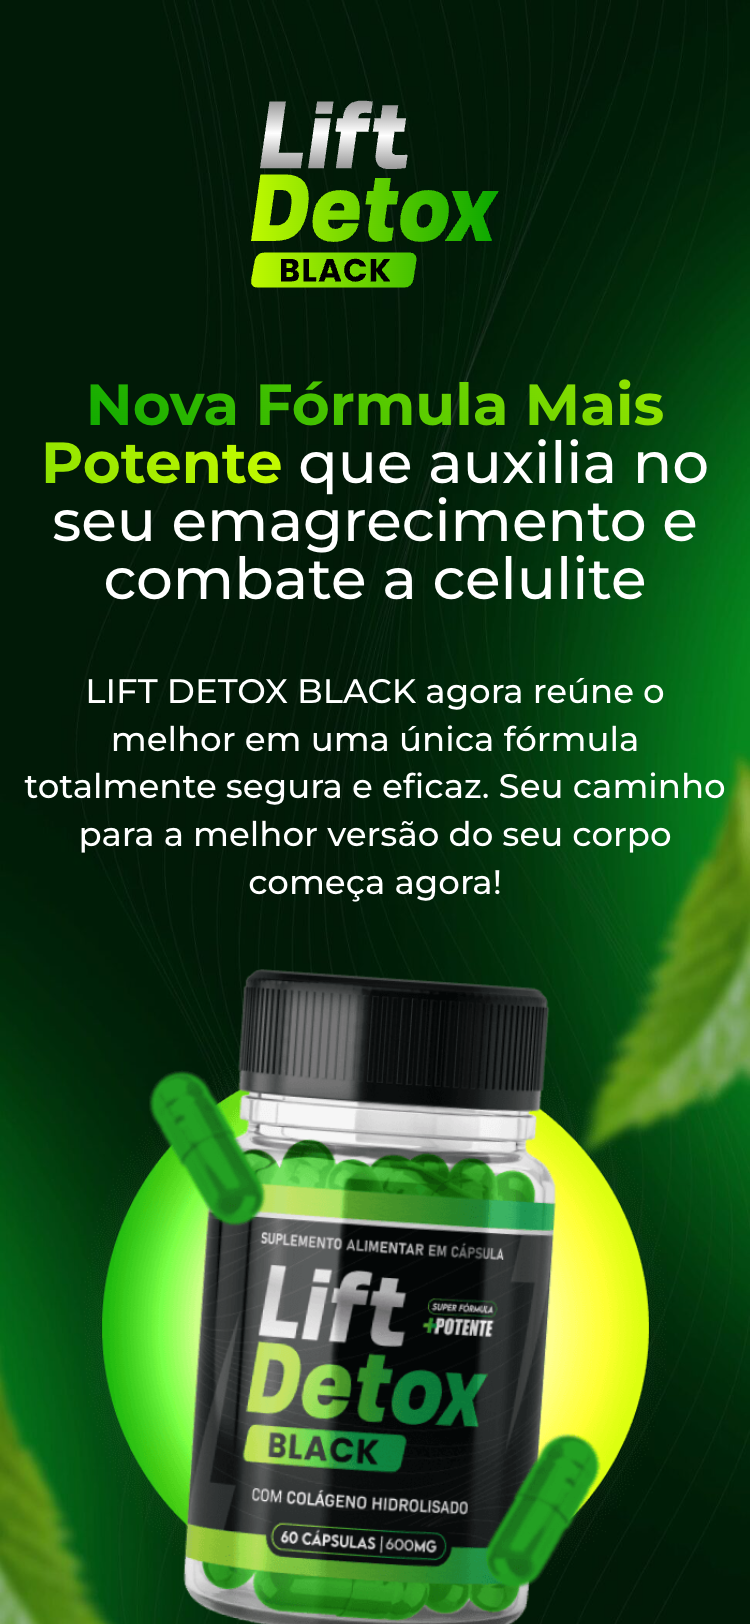 Lift
Detox
BLACK
Nova Fórmula Mais
Potente que auxilia no
seu emagrecimento e
combate a celulite
LIFT DETOX BLACK agora reúne o
melhor em uma única fórmula
totalmente segura e eficaz. Seu caminho
para a melhor versão do seu corpo
começa agora!
SUPLEMENTO ALIMENTAR EM CÁPSULA
Lift
SUPER FÓRMULA
+POTENTE
Detox
BLACK
COM COLÁGENO HIDROLISADO
60 CÁPSULAS | 600MG